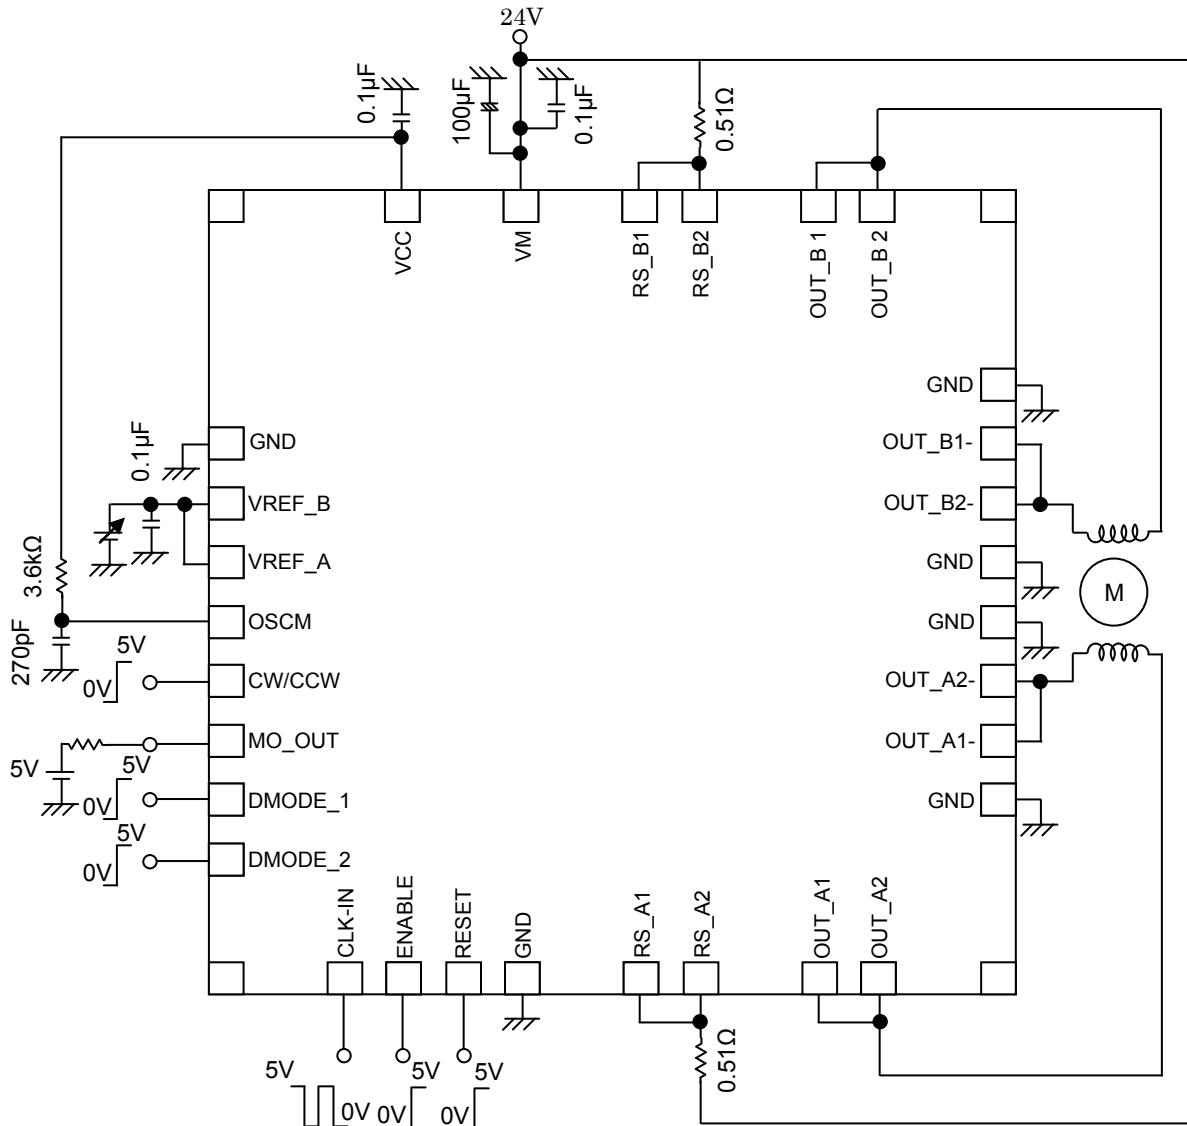 24V
0.1µF
100µF
0.1µF
0.51Ω
VCC
VM
RS_B1
RS_B2
OUT_B 1
OUT_B 2
GND
0.1µF
GND
OUT_B1-
VREF_B
OUT_B2-
3.6kΩ
VREF_A
GND
M
270pF
OSCM
GND
5V
0V
CW/CCW
OUT_A2-
MO_OUT
OUT_A1-
5V
5V
0V
DMODE_1
GND
5V
0V
DMODE_2
CLK-IN
ENABLE
RESET
GND
RS_A1
RS_A2
OUT_A1
OUT_A2
0.51Ω
5V
0V
5V
0V
5V
0V